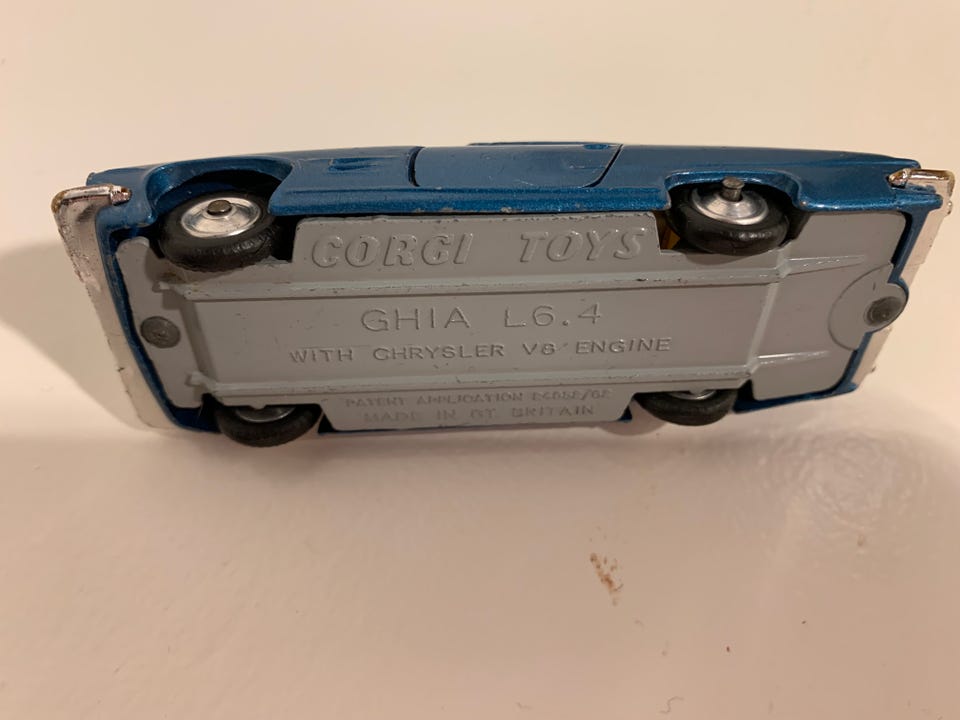 CORGI TOYS
GHIA L6.4
WITH CHRYSLER V8 ENGINE
PATENT APPLICATION
MADE IN GT. BRITAIN